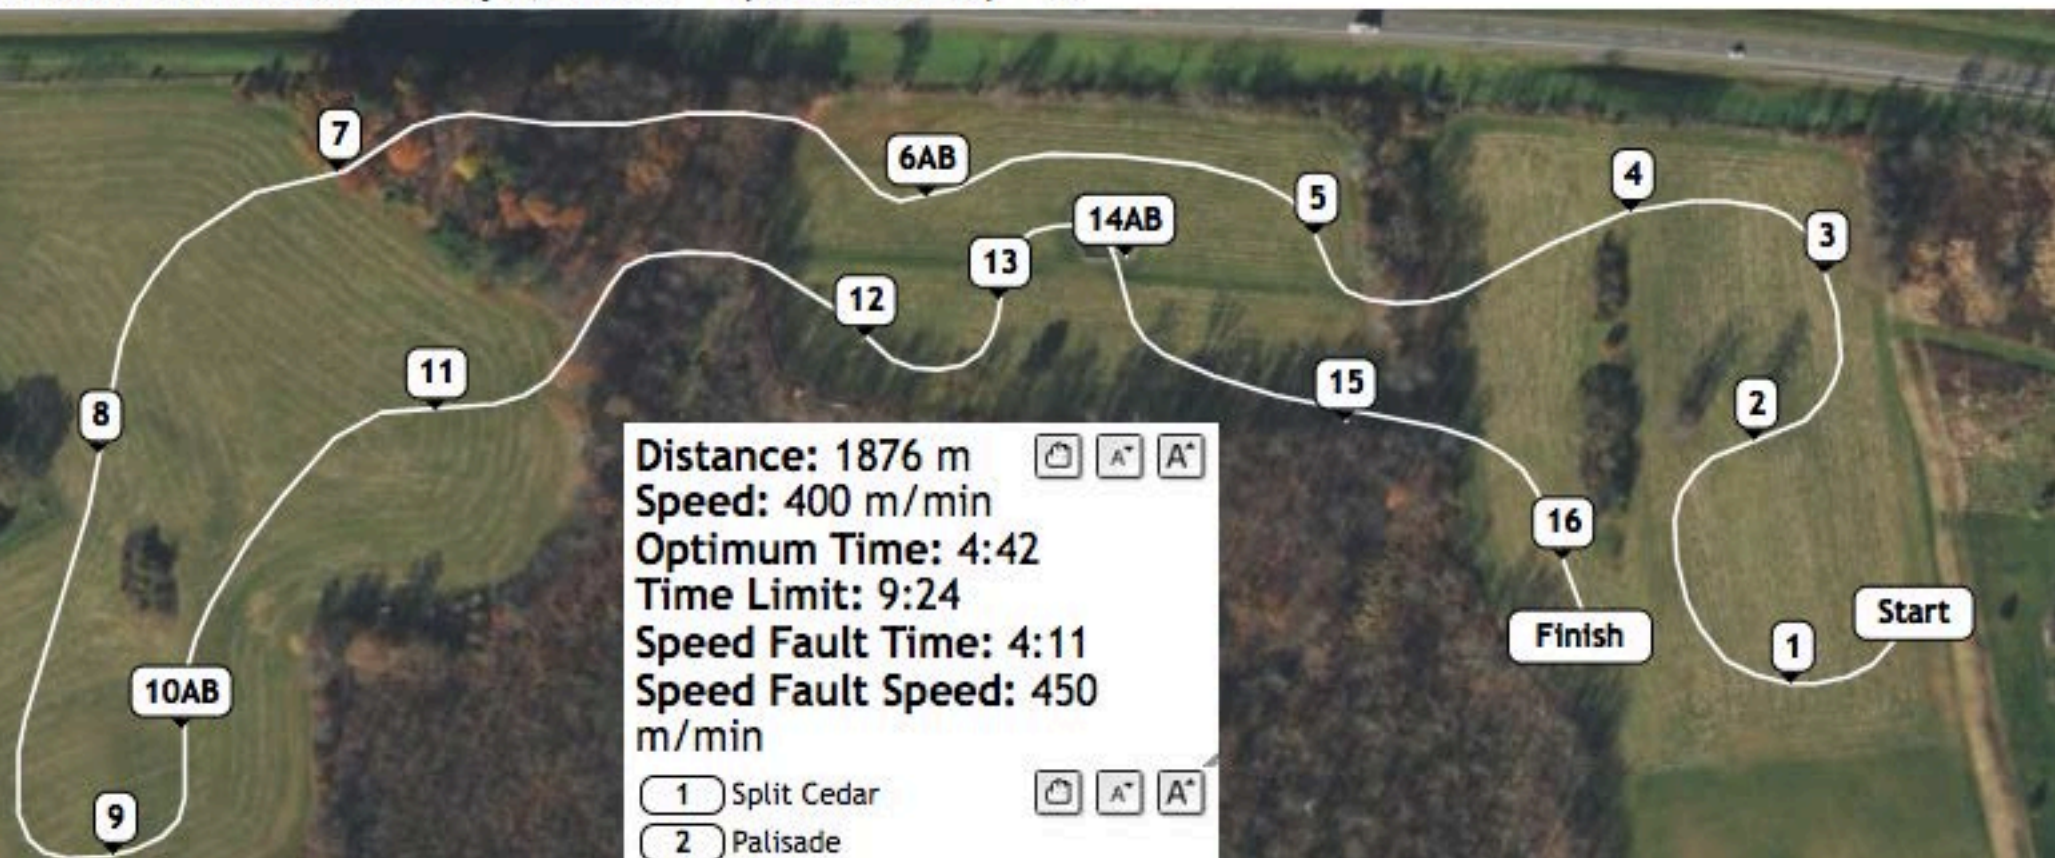 7
6AB
4
5
14AB
3
13
12
11
8
2
15
16
Start
Finish
1
10AB
9
Distance: 1876 m
A
A
Speed: 400 m/min
Optimum Time: 4:42
Time Limit: 9:24
Speed Fault Time: 4:11
Speed Fault Speed: 450
m/min
1 Split Cedar
A
A
2 Palisade